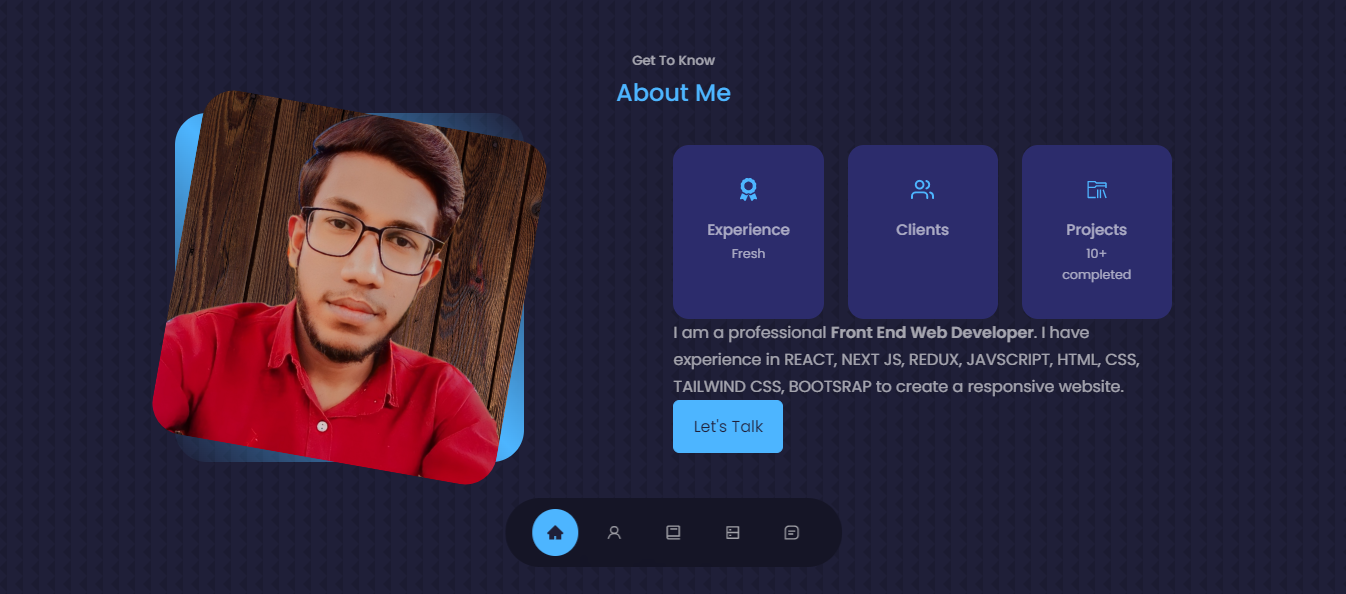 Get To Know
About Me
Experience
Fresh
Clients
Projects
10+
completed
I am a professional Front End Web Developer. I have
experience in REACT, NEXT JS, REDUX, JAVSCRIPT, HTML, CSS,
TAILWIND CSS, BOOTSRAP to create a responsive website.
Let's Talk